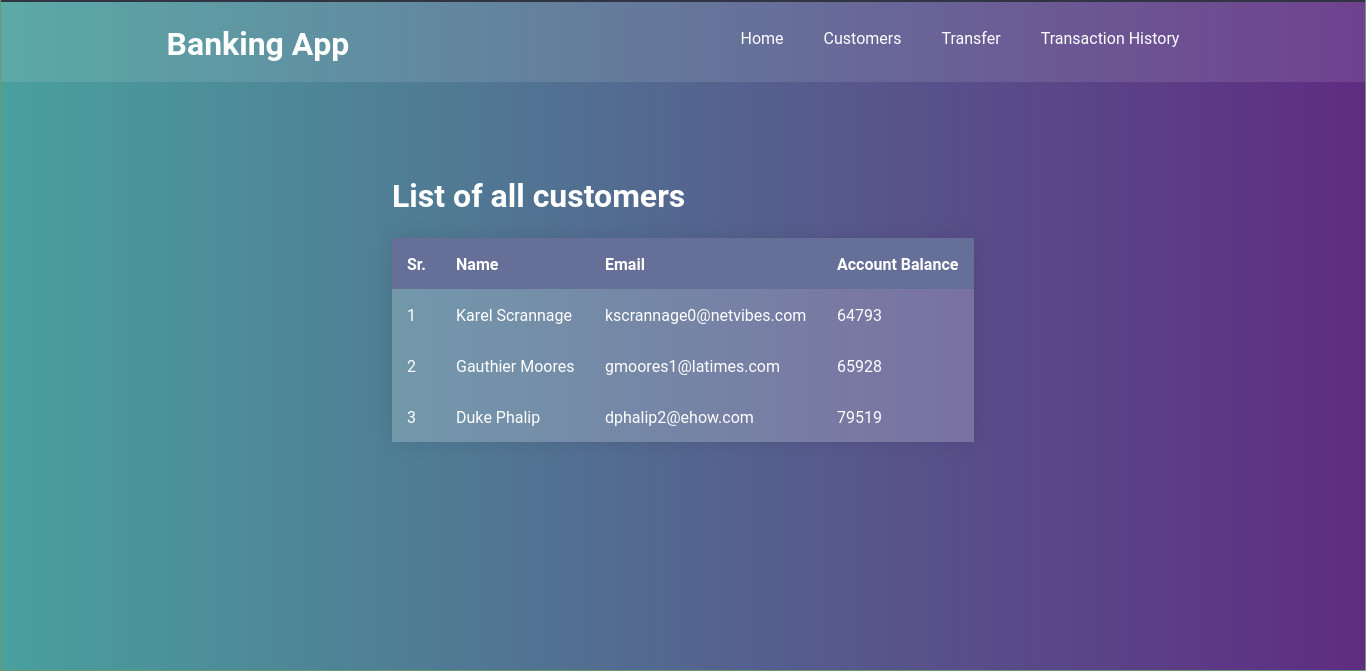 Banking App Home Customers Transfer Transaction History
List of all customers
Sr. Name Email Account Balance
1 Karel Scrannage kscrannage0@netvibes.com 64793
2 Gauthier Moores gmoores1@latimes.com 65928
3 Duke Phalip dphalip2@ehow.com 79519